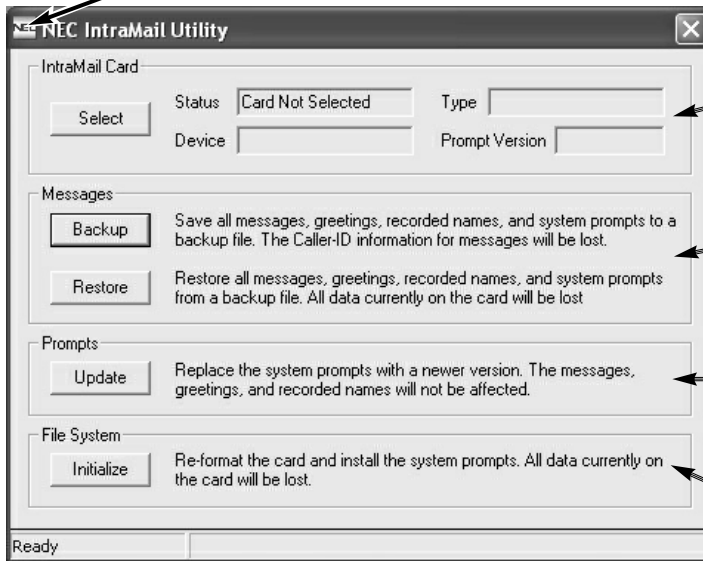 NEC NEC IntraMail Utility
IntraMail Card
Select
Status Card Not Selected Type
Device Prompt Version
Messages
Backup
Save all messages, greetings, recorded names, and system prompts to a
backup file. The Caller-ID information for messages will be lost.
Restore
Restore all messages, greetings, recorded names, and system prompts
from a backup file. All data currently on the card will be lost
Prompts
Update
Replace the system prompts with a newer version. The messages,
greetings, and recorded names will not be affected.
File System
Initialize
Re-format the card and install the system prompts. All data currently on
the card will be lost.
Ready